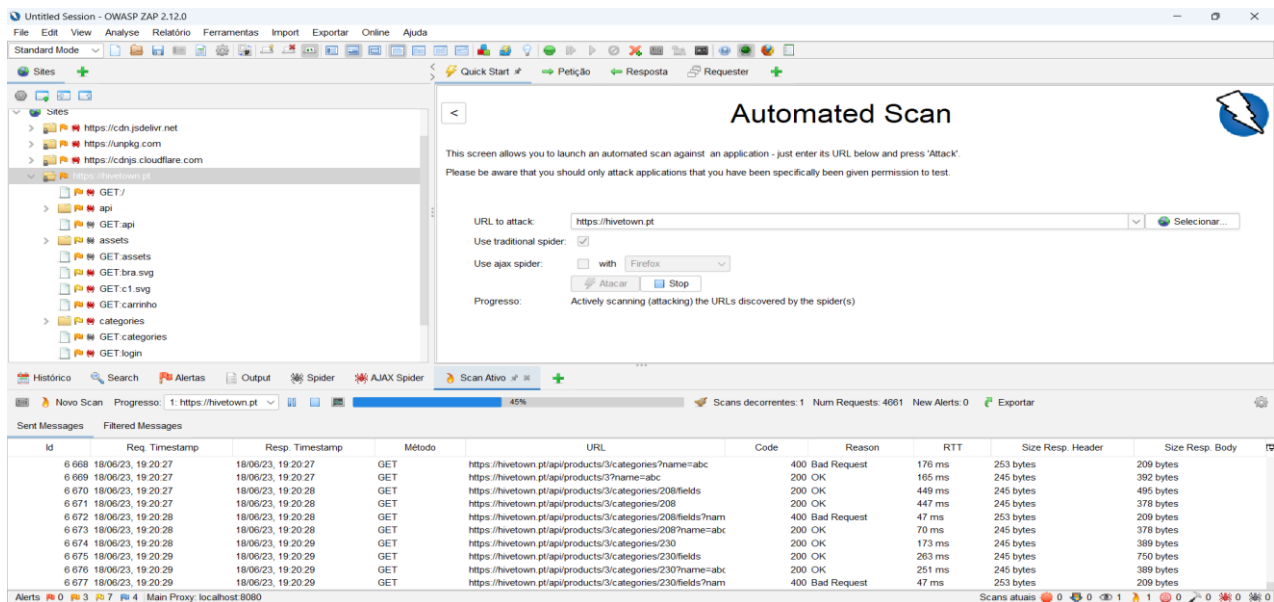 Untitled Session - OWASP ZAP 2.12.0
File Edit View Analyse Relatório Ferramentas Import Exportar Online Ajuda
Standard Mode
Sites
Quick Start Petição Resposta Requester
Sites
https://cdn.jsdelivr.net
https://unpkg.com
https://cdnjs.cloudflare.com
https://hivetown.pt
GET:/
api
GET:api
assets
GET:assets
GET:bra.svg
GET:c1.svg
GET:carrinho
categories
GET:categories
GET:login
<
Automated Scan
This screen allows you to launch an automated scan against an application - just enter its URL below and press 'Attack'.
Please be aware that you should only attack applications that you have been specifically been given permission to test.
URL to attack: https://hivetown.pt Selecionar...
Use traditional spider:
Use ajax spider: with Firefox
Atacar Stop
Progresso: Actively scanning (attacking) the URLs discovered by the spider(s)
Histórico Search Alertas Output Spider AJAX Spider Scan Ativo
Novo Scan Progresso: 1: https://hivetown.pt 45% Scans decorrentes: 1 Num Requests: 4661 New Alerts: 0 Exportar
Sent Messages Filtered Messages
Id Req. Timestamp Resp. Timestamp Método URL Code Reason RTT Size Resp. Header Size Resp. Body
6 668 18/06/23, 19:20:27 18/06/23, 19:20:27 GET https://hivetown.pt/api/products/3/categories?name=abc 400 Bad Request 176 ms 253 bytes 209 bytes
6 669 18/06/23, 19:20:27 18/06/23, 19:20:27 GET https://hivetown.pt/api/products/3?name=abc 200 OK 165 ms 245 bytes 392 bytes
6 670 18/06/23, 19:20:27 18/06/23, 19:20:28 GET https://hivetown.pt/api/products/3/categories/208/fields 200 OK 449 ms 245 bytes 495 bytes
6 671 18/06/23, 19:20:27 18/06/23, 19:20:28 GET https://hivetown.pt/api/products/3/categories/208 200 OK 447 ms 245 bytes 378 bytes
6 672 18/06/23, 19:20:28 18/06/23, 19:20:28 GET https://hivetown.pt/api/products/3/categories/208/fields?nam 400 Bad Request 47 ms 253 bytes 209 bytes
6 673 18/06/23, 19:20:28 18/06/23, 19:20:28 GET https://hivetown.pt/api/products/3/categories/208?name=abc 200 OK 70 ms 245 bytes 378 bytes
6 674 18/06/23, 19:20:28 18/06/23, 19:20:29 GET https://hivetown.pt/api/products/3/categories/230 200 OK 173 ms 245 bytes 389 bytes
6 675 18/06/23, 19:20:29 18/06/23, 19:20:29 GET https://hivetown.pt/api/products/3/categories/230/fields 200 OK 263 ms 245 bytes 750 bytes
6 676 18/06/23, 19:20:29 18/06/23, 19:20:29 GET https://hivetown.pt/api/products/3/categories/230?name=abc 200 OK 251 ms 245 bytes 389 bytes
6 677 18/06/23, 19:20:29 18/06/23, 19:20:29 GET https://hivetown.pt/api/products/3/categories/230/fields?nam 400 Bad Request 47 ms 253 bytes 209 bytes
Alerts 0 3 7 4 Main Proxy: localhost:8080 Scans atuais 0 0 1 1 0 0 0 0